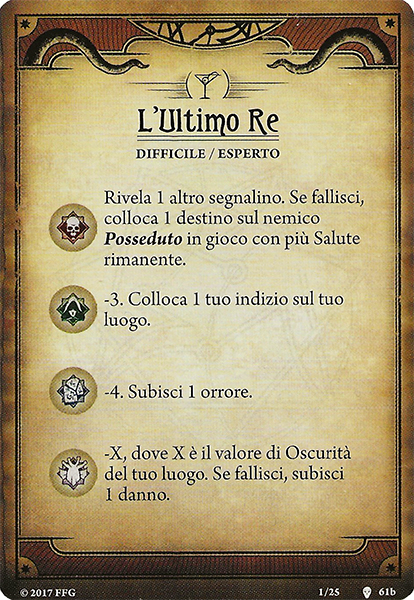 L'Ultimo Re
DIFFICILE / ESPERTO
Rivela 1 altro segnalino. Se fallisci,
colloca 1 destino sul nemico
Posseduto in gioco con più Salute
rimanente.
-3. Colloca 1 tuo indizio sul tuo
luogo.
-4. Subisci 1 orrore.
-X, dove X è il valore di Oscurità
del tuo luogo. Se fallisci, subisci
1 danno.
© 2017 FFG
1/25
61b